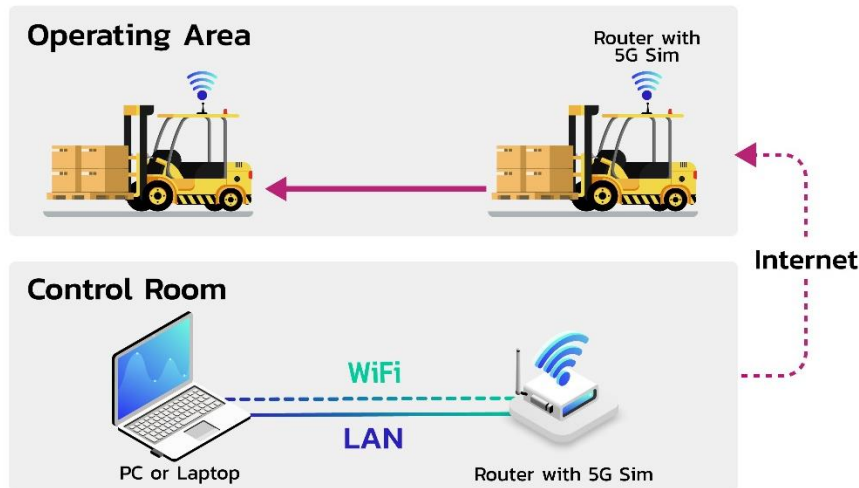 Operating Area
Router with
5G Sim
Internet
Control Room
WiFi
LAN
PC or Laptop
Router with 5G Sim